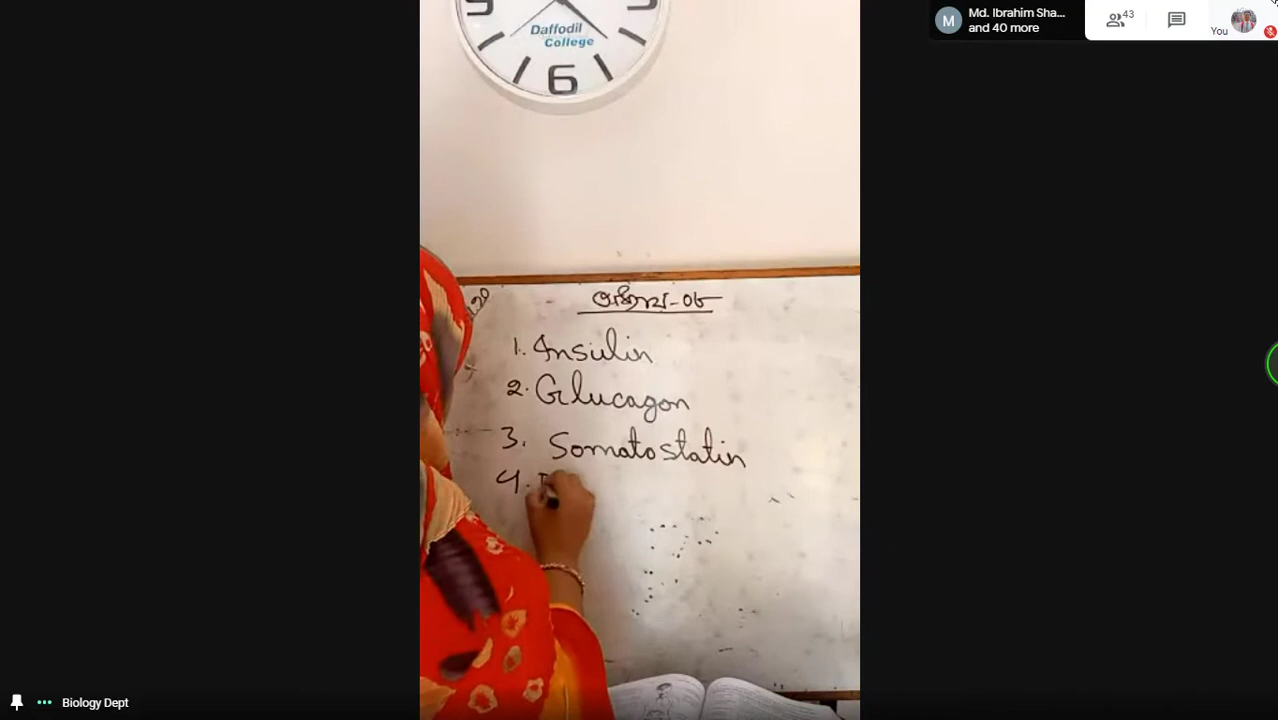 Md. Ibrahim Sha...
and 40 more
43
You
Daffodil
College
6
অধ্যায়-০৮
1. Insulin
2. Glucagon
3. Somatostatin
4.
Biology Dept